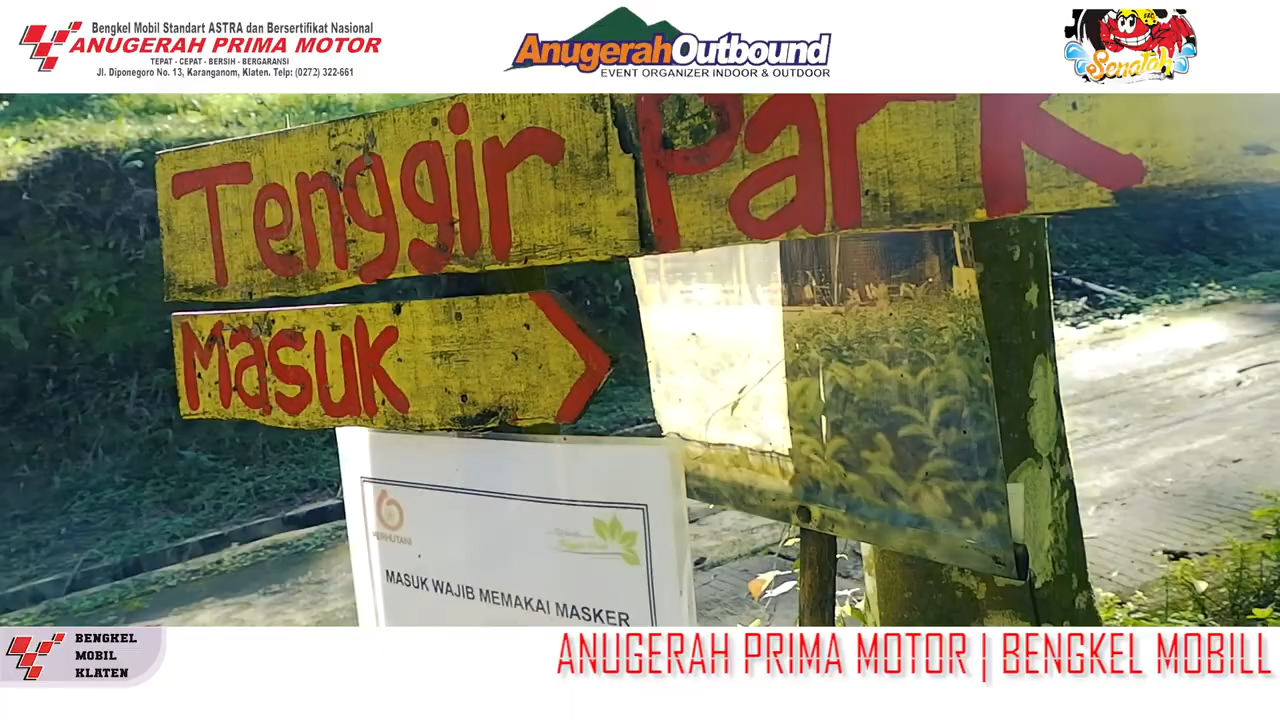 Bengkel Mobil Standart ASTRA dan Bersertifikat Nasional
ANUGERAH PRIMA MOTOR
TEPAT - CEPAT - BERSIH - BERGARANSI
Jl. Diponegoro No. 13, Karanganom, Klaten. Telp: (0272) 322-661
AnugerahOutbound
EVENT ORGANIZER INDOOR & OUTDOOR
Senatah
Tenggir Park
Masuk
PERHUTANI
MASUK WAJIB MEMAKAI MASKER
BENGKEL
MOBIL
KLATEN
ANUGERAH PRIMA MOTOR | BENGKEL MOBILL